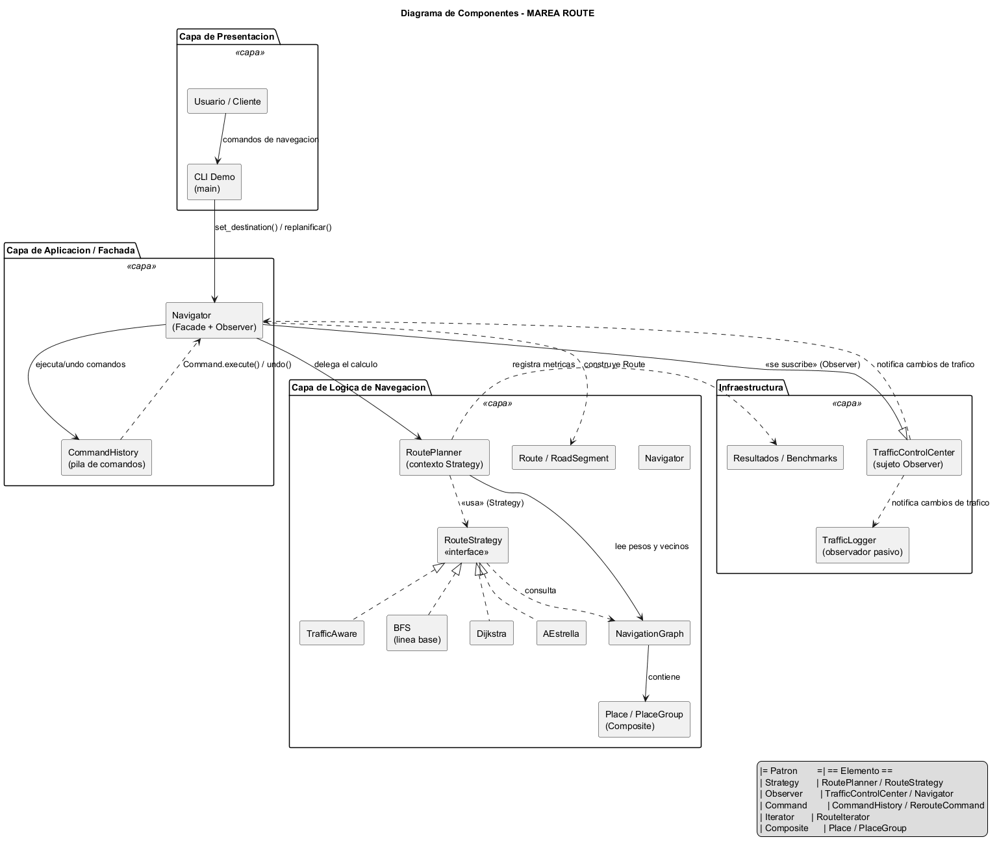 Diagrama de Componentes - MAREA ROUTE
Capa de Presentacion
«capa»
Usuario / Cliente
comandos de navegacion
CLI Demo
(main)
set_destination() / replanificar()
Capa de Aplicacion / Fachada
«capa»
Navigator
(Facade + Observer)
ejecuta/undo comandos
Command.execute() / undo()
delega el calculo
registra metricas
construye Route
«se suscribe» (Observer)
notifica cambios de trafico
CommandHistory
(pila de comandos)
Capa de Logica de Navegacion
«capa»
RoutePlanner
(contexto Strategy)
Route / RoadSegment
Navigator
«usa» (Strategy)
RouteStrategy
«interface»
lee pesos y vecinos
consulta
TrafficAware
BFS
(linea base)
Dijkstra
AEstrella
NavigationGraph
contiene
Place / PlaceGroup
(Composite)
Infraestructura
«capa»
Resultados / Benchmarks
TrafficControlCenter
(sujeto Observer)
notifica cambios de trafico
TrafficLogger
(observador pasivo)
|= Patron =| == Elemento ==
| Strategy | RoutePlanner / RouteStrategy
| Observer | TrafficControlCenter / Navigator
| Command | CommandHistory / RerouteCommand
| Iterator | RouteIterator
| Composite | Place / PlaceGroup